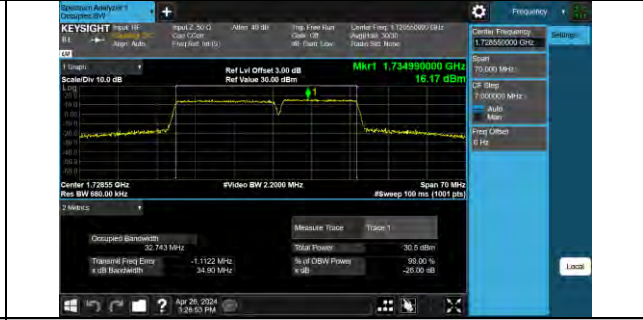 Spectrum Analyzer 1
Occupied BW
+
Frequency
KEYSIGHT Input: RF
Input Z: 50 Ω
Atten: 40 dB
Trig: Free Run
Center Freq: 1.728550000 GHz
Corr CCorr
Gate: Off
Avg|Hold: 30/30
Align: Auto
Freq Ref: Int (S)
Radio Std: None
Center Frequency
1.728550000 GHz
Settings
Span
70.000 MHz
CF Step
7.000000 MHz
Auto
Man
Freq Offset
0 Hz
1 Graph
Scale/Div 10.0 dB
Ref Lvl Offset 3.00 dB
Ref Value 30.00 dBm
Mkr1 1.734990000 GHz
16.17 dBm
Log
1
Center 1.72855 GHz
#Video BW 2.2000 MHz
Span 70 MHz
Res BW 680.00 kHz
#Sweep 100 ms (1001 pts)
2 Metrics
Measure Trace
Trace 1
Occupied Bandwidth
32.743 MHz
Total Power
30.5 dBm
Transmit Freq Error
-1.1122 MHz
% of OBW Power
99.00 %
x dB Bandwidth
34.90 MHz
x dB
-26.00 dB
Local
?
Apr 26, 2024
3:26:53 PM